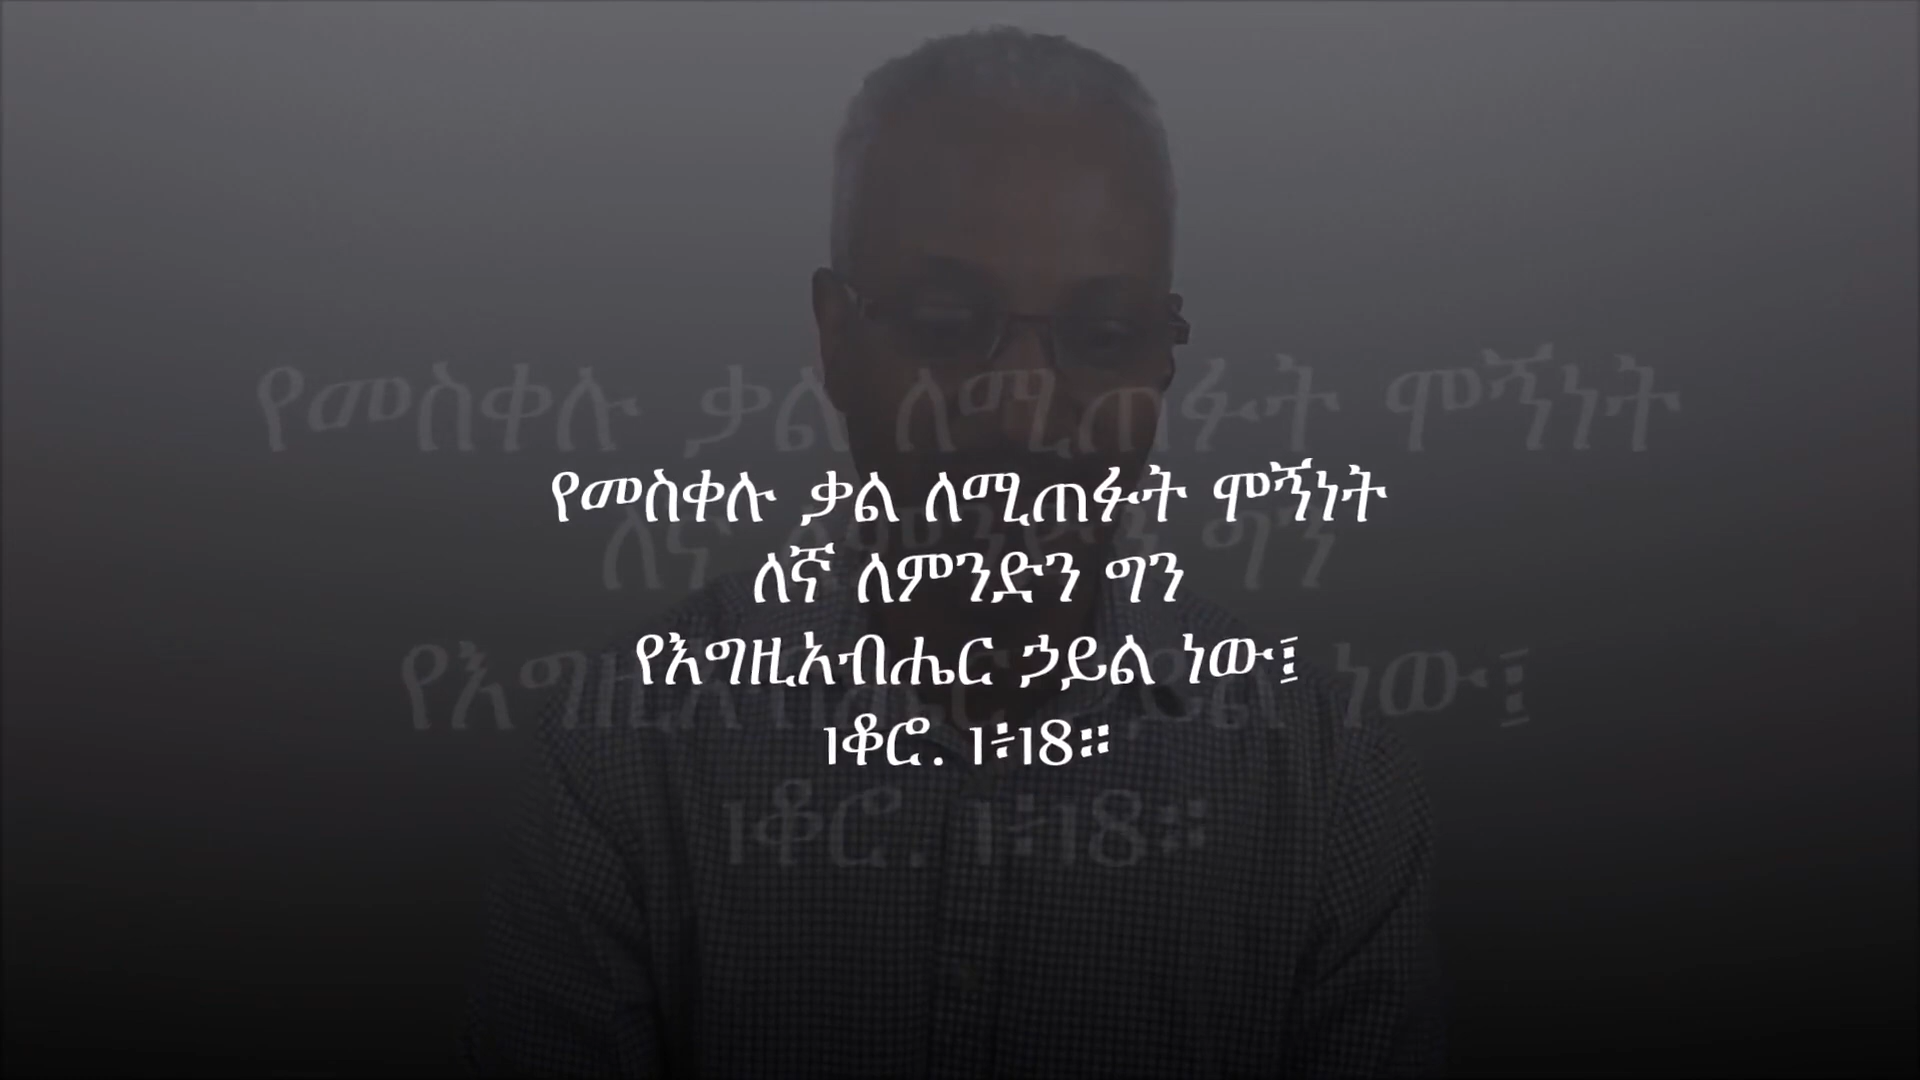 የመስቀሉ ቃል ለሚጠፉት ሞኝነት
ለኛ ለምንድን ግን
የእግዚአብሔር ኃይል ነው፤
1ቆሮ. 1፥18።